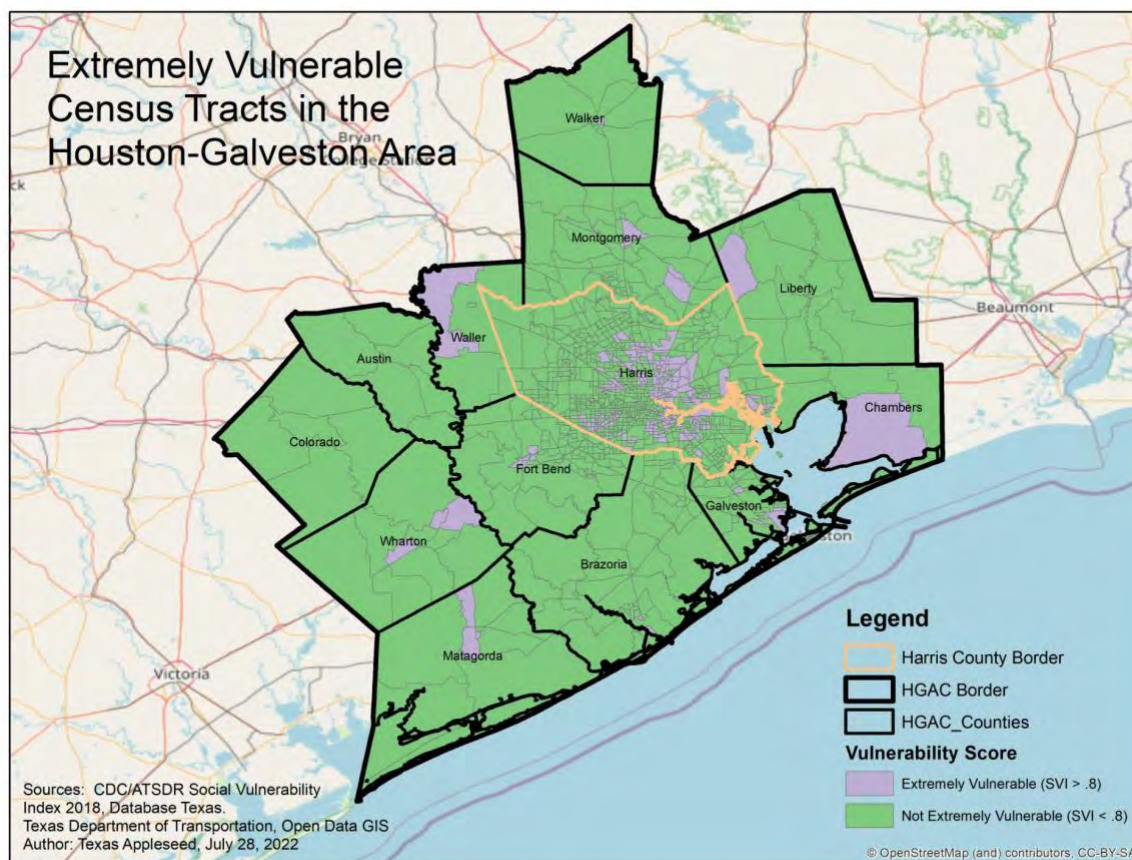 Extremely Vulnerable
Census Tracts in the
Houston-Galveston Area
Bryan
Walker
Montgomery
Liberty
Beaumont
Waller
Austin
Harris
Chambers
Colorado
Fort Bend
Galveston
Wharton
Brazoria
Matagorda
Victoria
Legend
Harris County Border
HGAC Border
HGAC_Counties
Vulnerability Score
Extremely Vulnerable (SVI > .8)
Not Extremely Vulnerable (SVI < .8)
Sources: CDC/ATSDR Social Vulnerability
Index 2018, Database Texas.
Texas Department of Transportation, Open Data GIS
Author: Texas Appleseed, July 28, 2022
© OpenStreetMap (and) contributors, CC-BY-SA